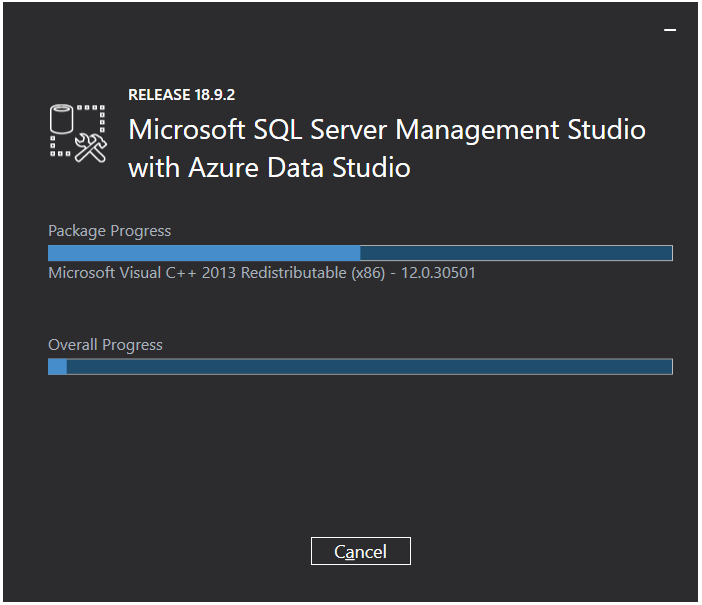 RELEASE 18.9.2
Microsoft SQL Server Management Studio
with Azure Data Studio
Package Progress
Microsoft Visual C++ 2013 Redistributable (x86) - 12.0.30501
Overall Progress
Cancel